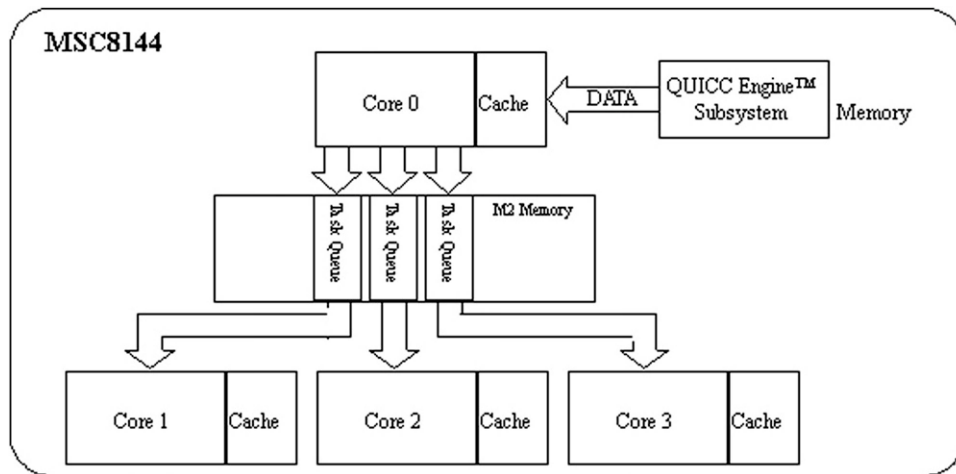 MSC8144
Core 0
Cache
DATA
QUICC Engine™
Subsystem
Memory
Task Queue
Task Queue
Task Queue
M2 Memory
Core 1
Cache
Core 2
Cache
Core 3
Cache